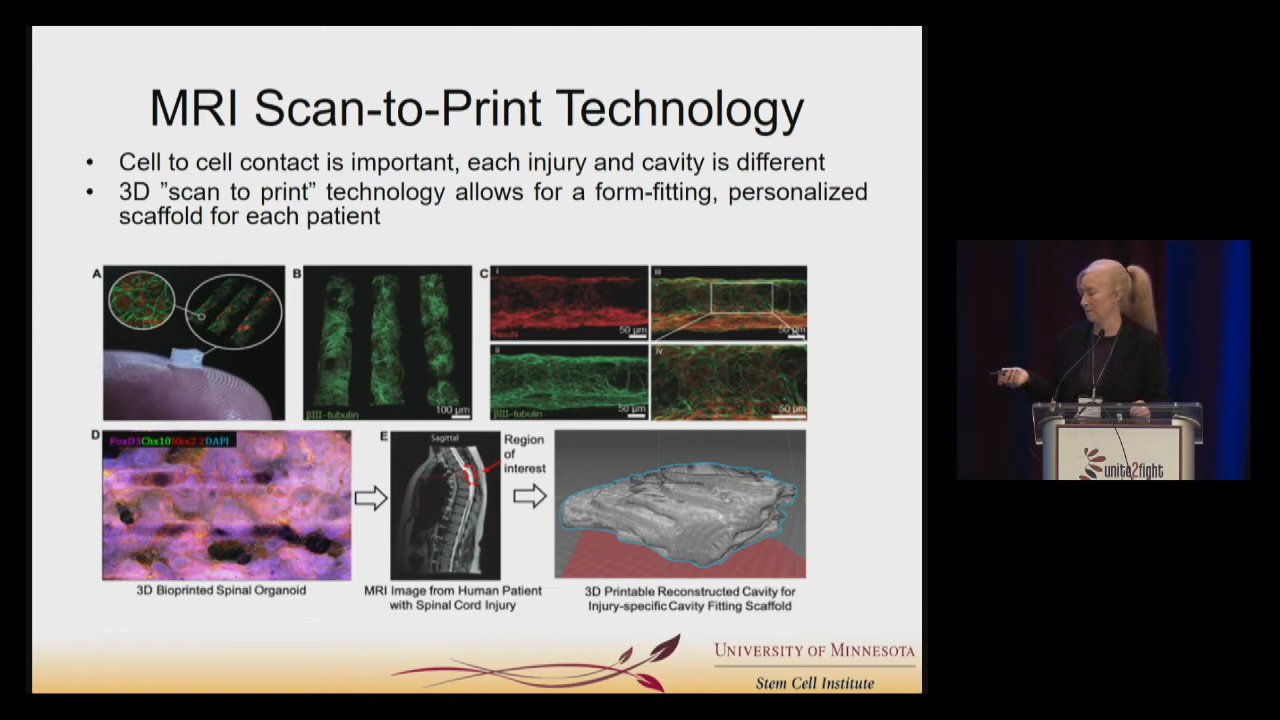 MRI Scan-to-Print Technology
• Cell to cell contact is important, each injury and cavity is different
• 3D ”scan to print” technology allows for a form-fitting, personalized
scaffold for each patient
A
B
C
i
iii
NeuN
50 µm
50 µm
βIII-tubulin
100 µm
ii
iv
βIII-tubulin
50 µm
50 µm
D
FoxD3Chx10Nkx2.2DAPI
E
Sagittal
Region
of
interest
3D Bioprinted Spinal Organoid
MRI Image from Human Patient
with Spinal Cord Injury
3D Printable Reconstructed Cavity for
Injury-specific Cavity Fitting Scaffold
UNIVERSITY OF MINNESOTA
Stem Cell Institute
unite2fight